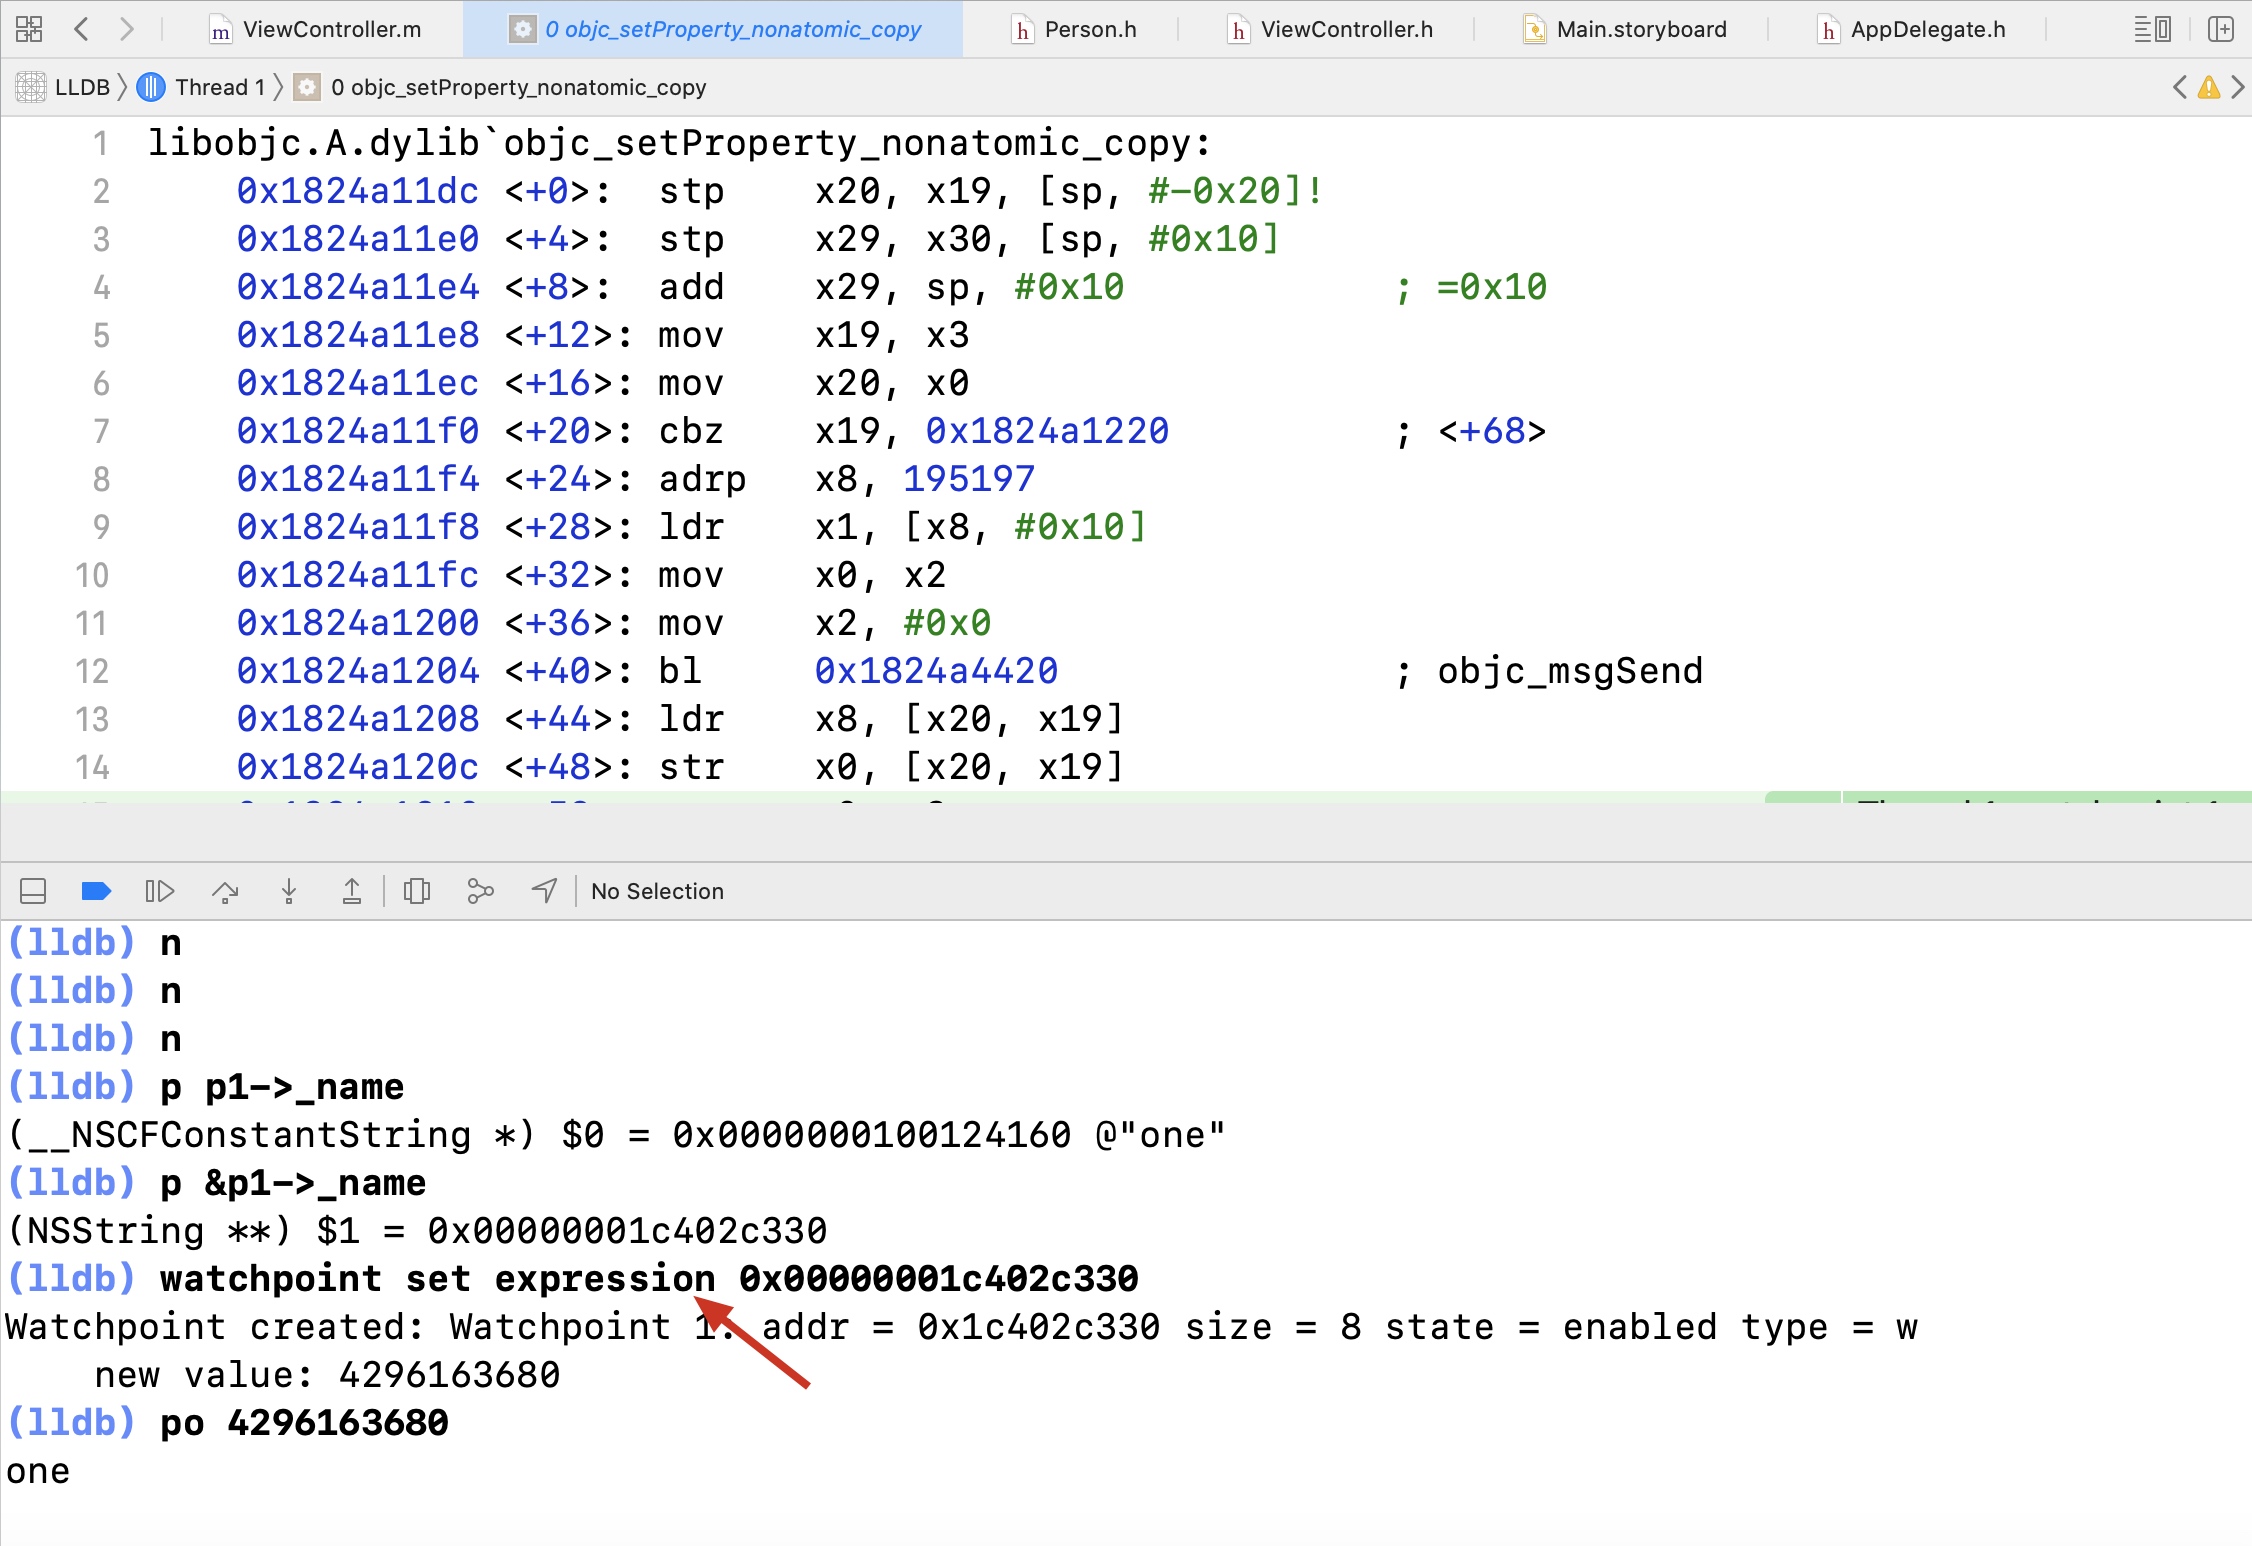 ViewController.m 0 objc_setProperty_nonatomic_copy Person.h ViewController.h Main.storyboard AppDelegate.h
LLDB Thread 1 0 objc_setProperty_nonatomic_copy
1 libobjc.A.dylib`objc_setProperty_nonatomic_copy:
2 0x1824a11dc <+0>: stp x20, x19, [sp, #-0x20]!
3 0x1824a11e0 <+4>: stp x29, x30, [sp, #0x10]
4 0x1824a11e4 <+8>: add x29, sp, #0x10 ; =0x10
5 0x1824a11e8 <+12>: mov x19, x3
6 0x1824a11ec <+16>: mov x20, x0
7 0x1824a11f0 <+20>: cbz x19, 0x1824a1220 ; <+68>
8 0x1824a11f4 <+24>: adrp x8, 195197
9 0x1824a11f8 <+28>: ldr x1, [x8, #0x10]
10 0x1824a11fc <+32>: mov x0, x2
11 0x1824a1200 <+36>: mov x2, #0x0
12 0x1824a1204 <+40>: bl 0x1824a4420 ; objc_msgSend
13 0x1824a1208 <+44>: ldr x8, [x20, x19]
14 0x1824a120c <+48>: str x0, [x20, x19]
No Selection
(lldb) n
(lldb) n
(lldb) n
(lldb) p p1->_name
(__NSCFConstantString *) $0 = 0x0000000100124160 @"one"
(lldb) p &p1->_name
(NSString **) $1 = 0x00000001c402c330
(lldb) watchpoint set expression 0x00000001c402c330
Watchpoint created: Watchpoint 1: addr = 0x1c402c330 size = 8 state = enabled type = w
new value: 4296163680
(lldb) po 4296163680
one